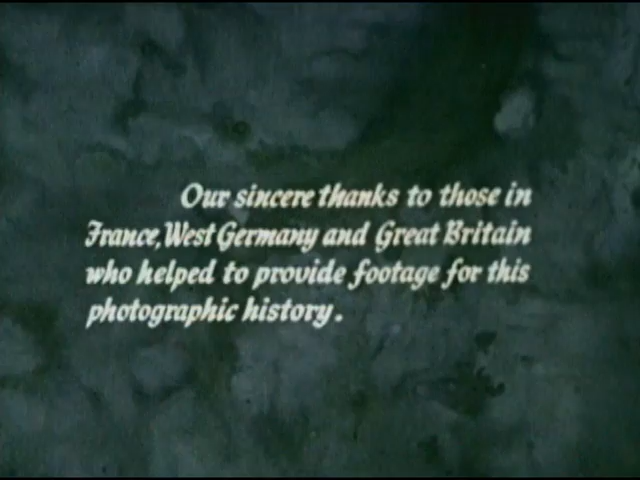 Our sincere thanks to those in
France, West Germany and Great Britain
who helped to provide footage for this
photographic history.